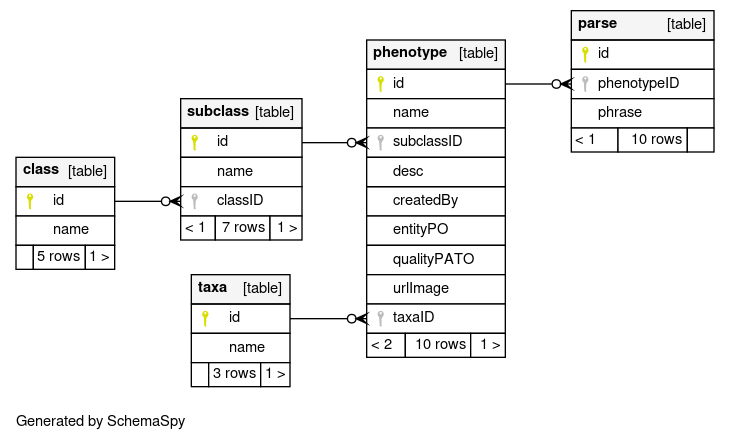 class [table]
id
name
5 rows 1 >
subclass [table]
id
name
classID
< 1 7 rows 1 >
taxa [table]
id
name
3 rows 1 >
phenotype [table]
id
name
subclassID
desc
createdBy
entityPO
qualityPATO
urlImage
taxaID
< 2 10 rows 1 >
parse [table]
id
phenotypeID
phrase
< 1 10 rows
Generated by SchemaSpy